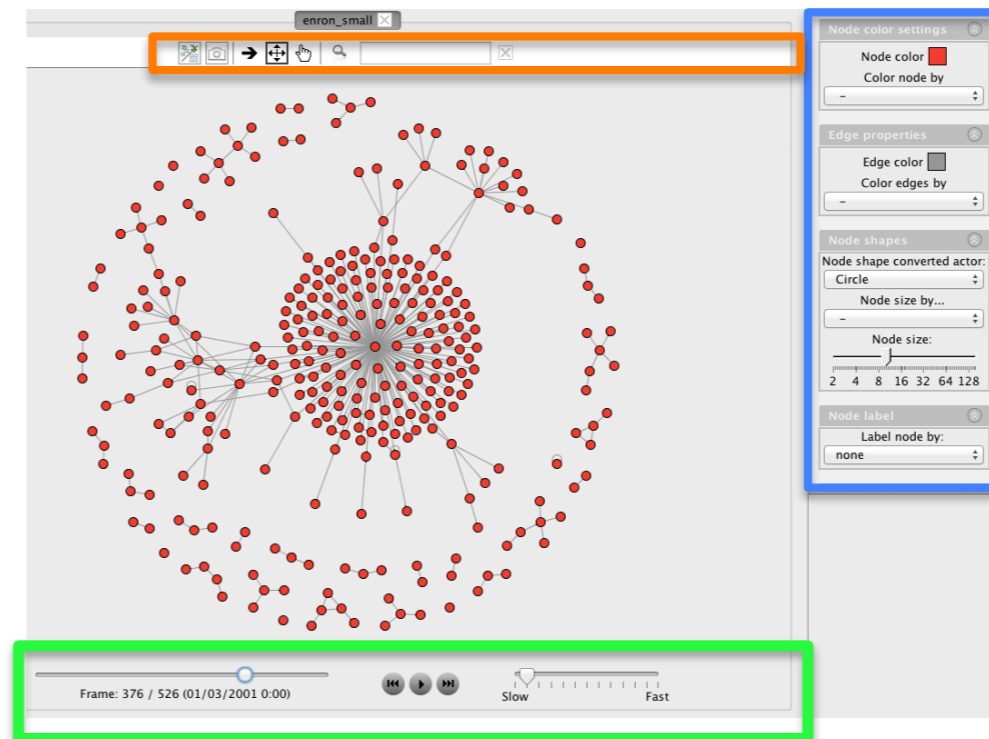 enron_small
Node color settings
Node color
Color node by
–
Edge properties
Edge color
Color edges by
–
Node shapes
Node shape converted actor:
Circle
Node size by...
–
Node size:
2 4 8 16 32 64 128
Node label
Label node by:
none
Frame: 376 / 526 (01/03/2001 0:00)
Slow Fast